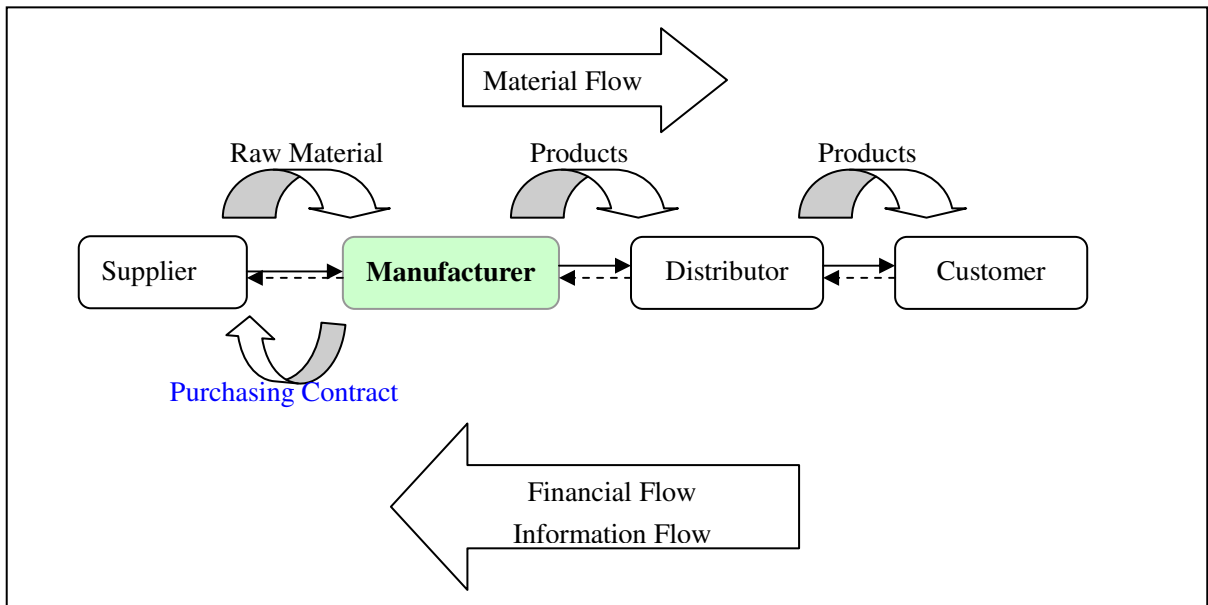 Material Flow
Raw Material
Products
Products
Supplier
Manufacturer
Distributor
Customer
Purchasing Contract
Financial Flow
Information Flow